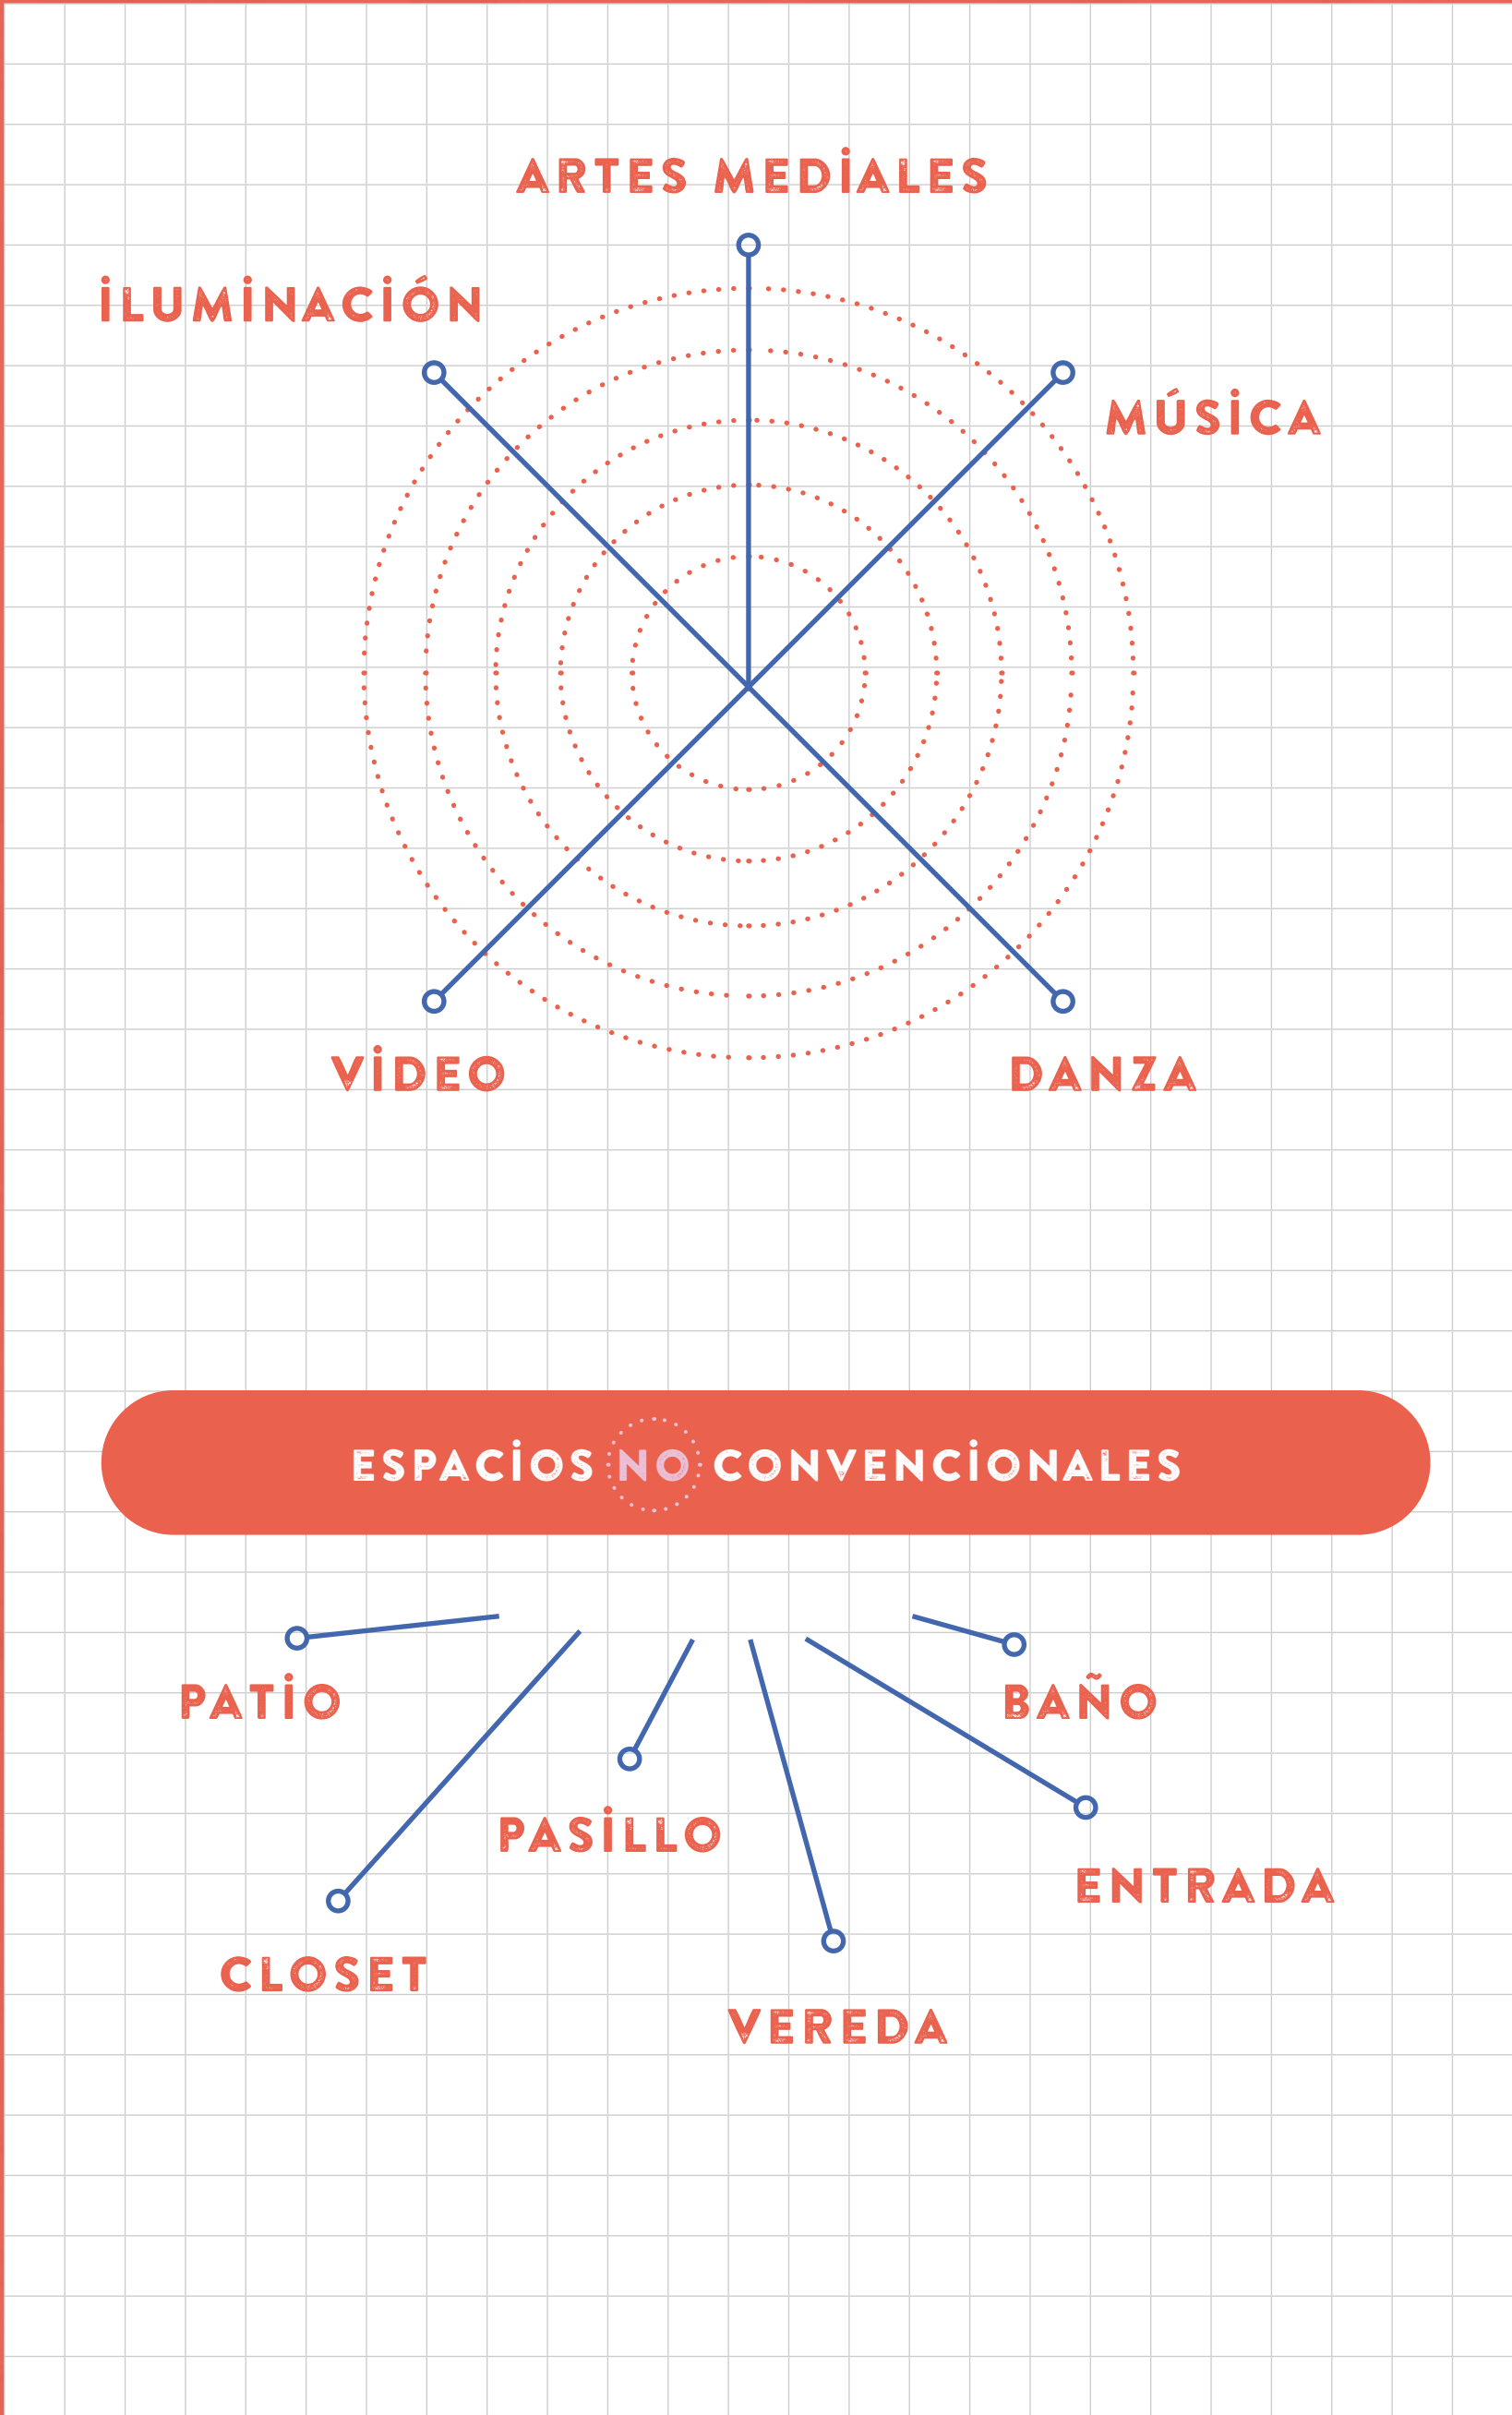 ARTES MEDIALES
ILUMINACIÓN
MÚSICA
VIDEO
DANZA
ESPACIOS NO CONVENCIONALES
PATIO
BAÑO
PASILLO
ENTRADA
CLOSET
VEREDA